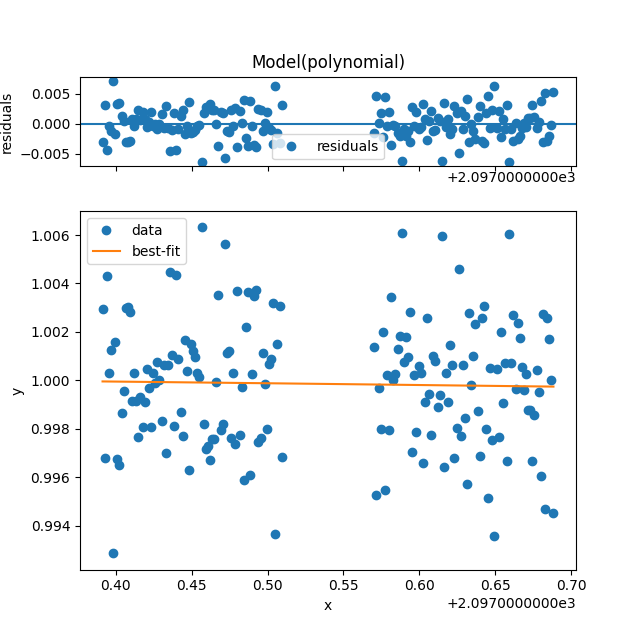 Model(polynomial)
residuals
0.005
0.000
−0.005
residuals
+2.0970000000e3
y
1.006
1.004
1.002
1.000
0.998
0.996
0.994
data
best-fit
0.40 0.45 0.50 0.55 0.60 0.65 0.70
x
+2.0970000000e3